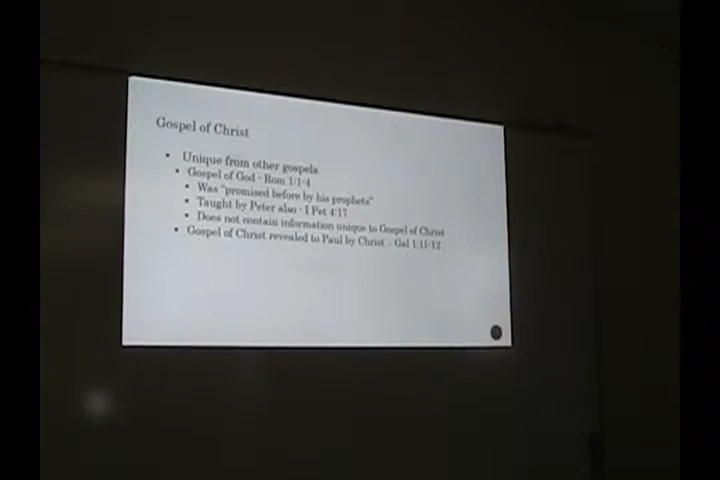 Gospel of Christ
▪ Unique from other gospels
▪ Gospel of God - Rom 1:1-4
▪ Was "promised before by his prophets"
▪ Taught by Peter also - I Pet 4:17
▪ Does not contain information unique to Gospel of Christ
▪ Gospel of Christ revealed to Paul by Christ - Gal 1:11-12